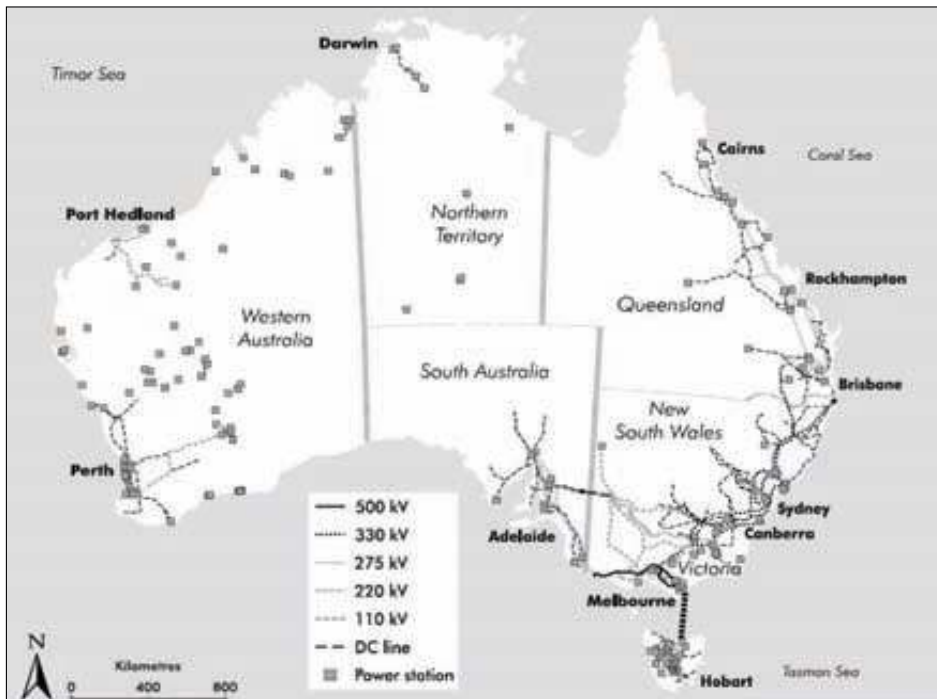 Darwin
Timor Sea
Cairns
Coral Sea
Port Hedland
Northern
Territory
Rockhampton
Queensland
Western
Australia
South Australia
Brisbane
New
South Wales
Perth
500 kV
Sydney
330 kV
Adelaide
Canberra
275 kV
Victoria
220 kV
Melbourne
110 kV
N
DC line
Kilometres
Power station
Hobart
Tasman Sea
0 400 800